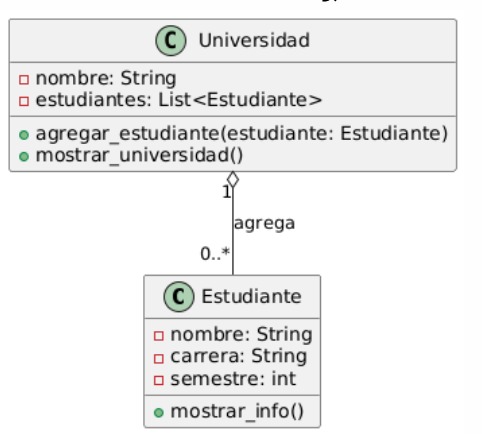 C Universidad
nombre: String
estudiantes: List<Estudiante>
agregar_estudiante(estudiante: Estudiante)
mostrar_universidad()
1
agrega
0..*
C Estudiante
nombre: String
carrera: String
semestre: int
mostrar_info()